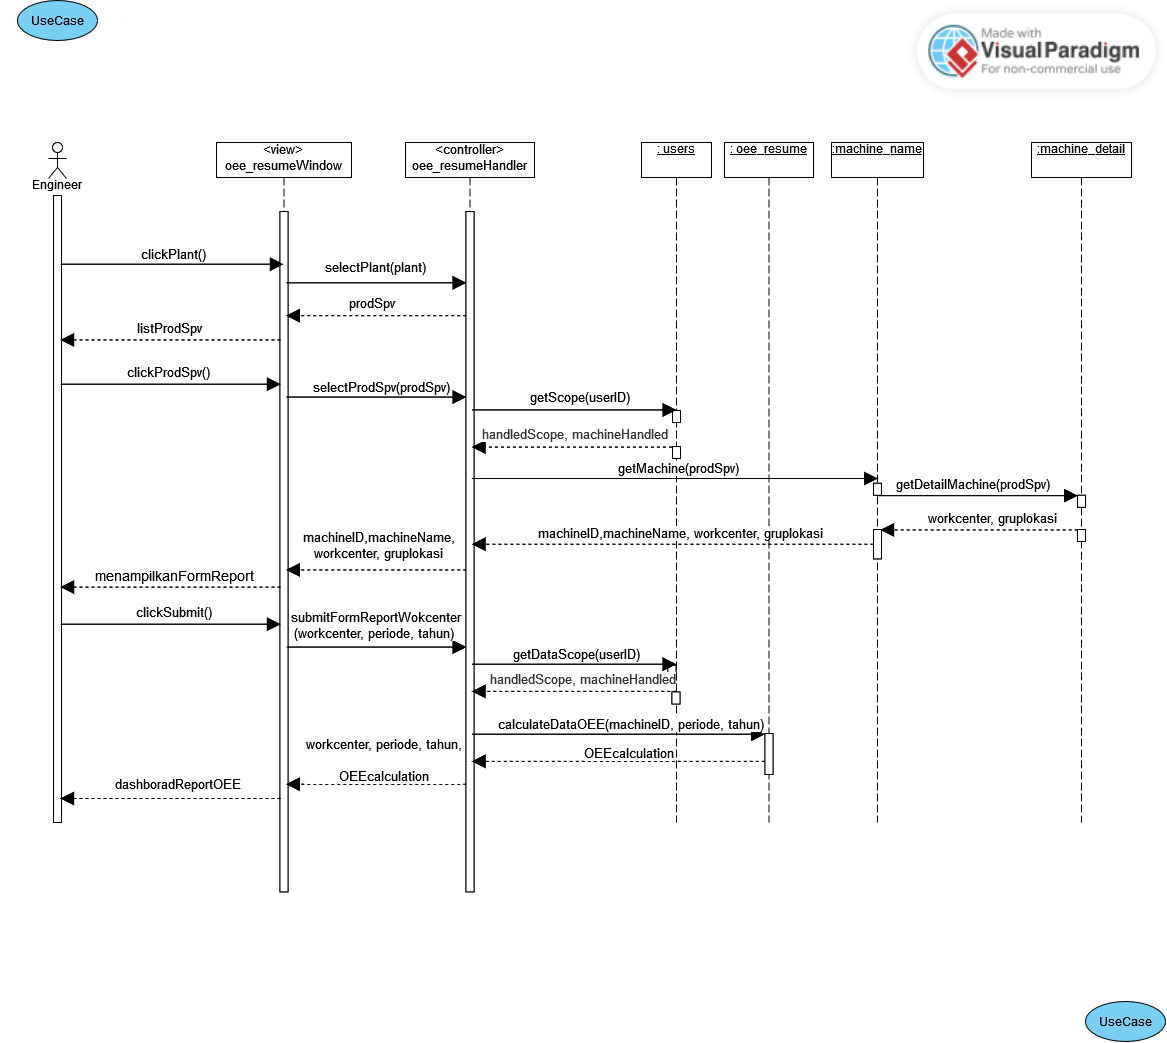 UseCase
Made with
VisualParadigm
For non-commercial use
Engineer
<view>
oee_resumeWindow
<controller>
oee_resumeHandler
: users
: oee_resume
:machine_name
:machine_detail
clickPlant()
selectPlant(plant)
prodSpv
listProdSpv
clickProdSpv()
selectProdSpv(prodSpv)
getScope(userID)
handledScope, machineHandled
getMachine(prodSpv)
getDetailMachine(prodSpv)
workcenter, gruplokasi
machineID,machineName, workcenter, gruplokasi
machineID,machineName,
workcenter, gruplokasi
menampilkanFormReport
clickSubmit()
submitFormReportWokcenter
(workcenter, periode, tahun)
getDataScope(userID)
handledScope, machineHandled
calculateDataOEE(machineID, periode, tahun)
OEEcalculation
workcenter, periode, tahun,
OEEcalculation
dashboradReportOEE
UseCase